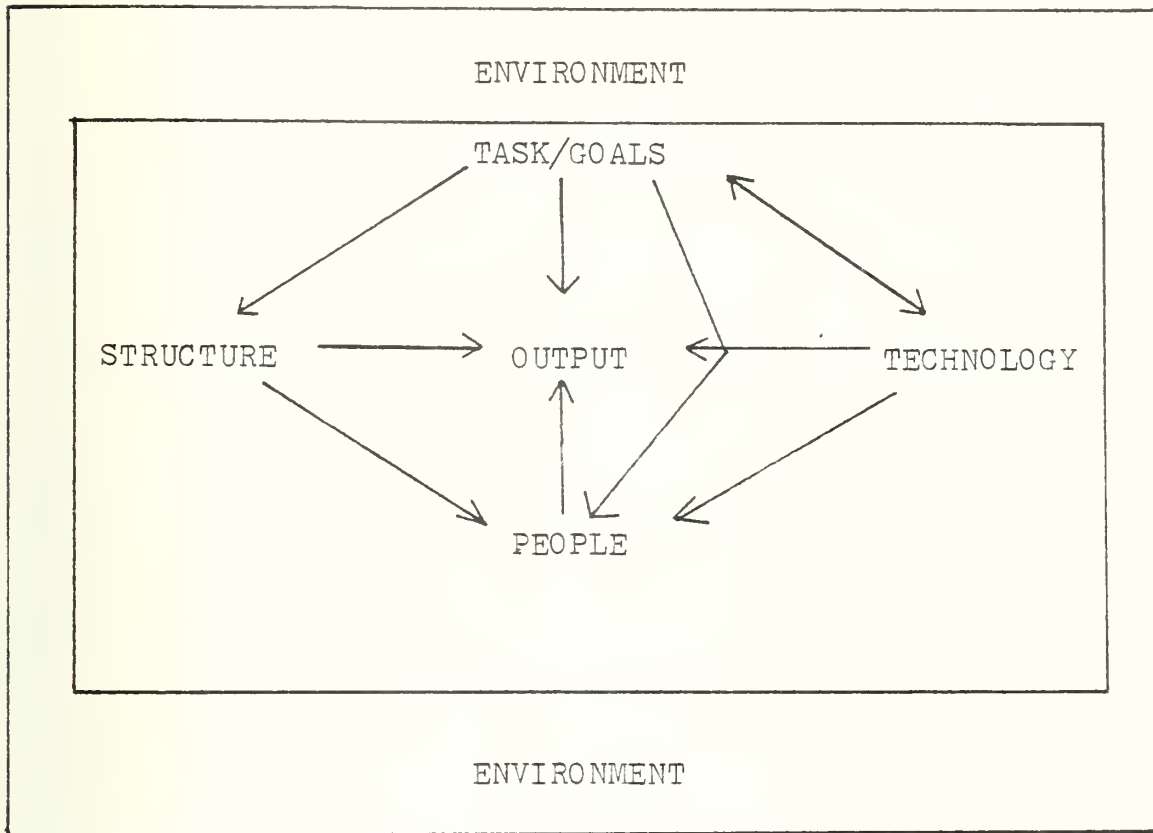 ENVIRONMENT
TASK/GOALS
STRUCTURE
OUTPUT
TECHNOLOGY
PEOPLE
ENVIRONMENT